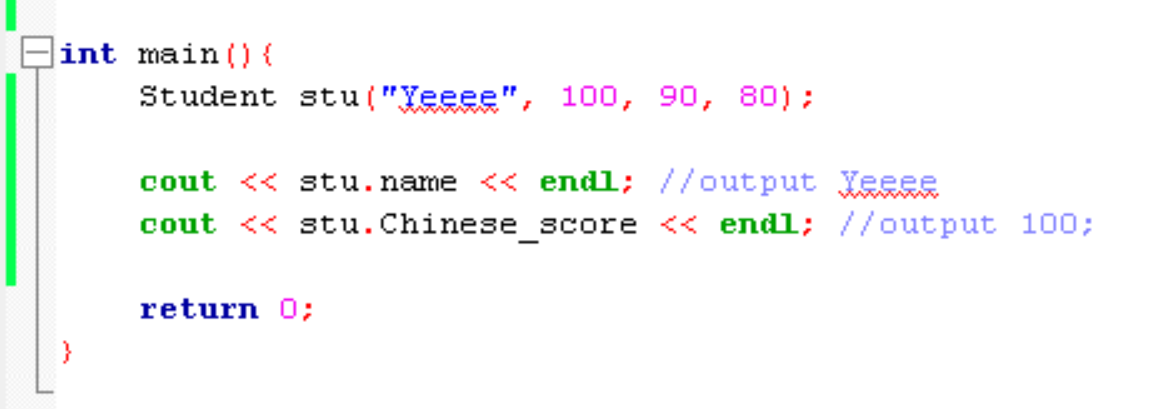 int main(){
Student stu("Yeeee", 100, 90, 80);
cout << stu.name << endl; //output Yeeee
cout << stu.Chinese_score << endl; //output 100;
return 0;
}